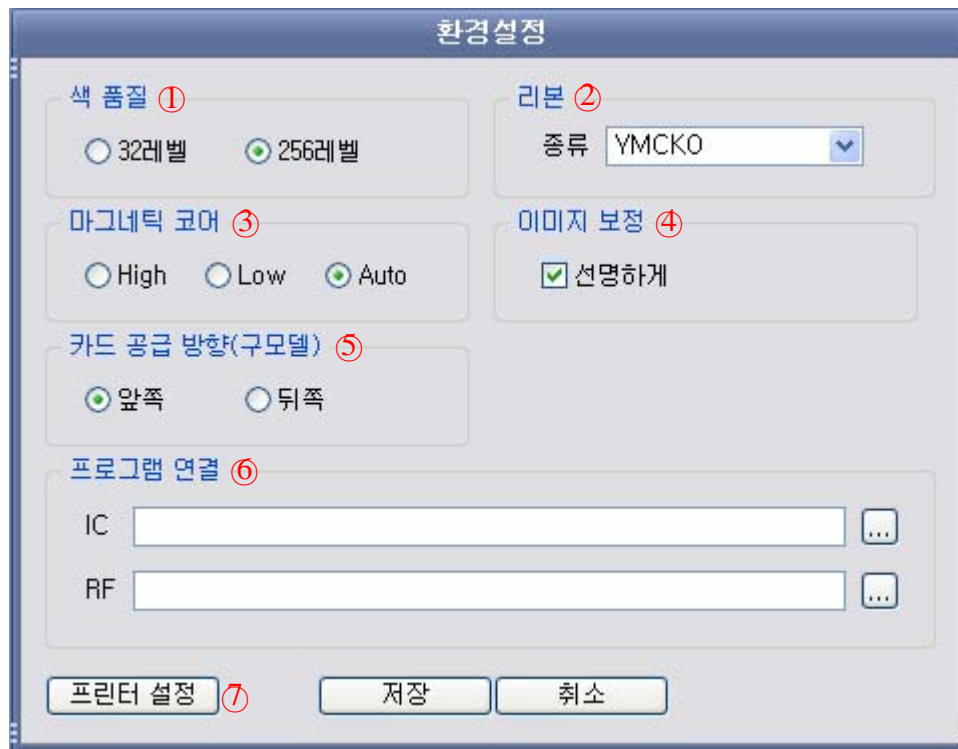 환경설정
색 품질 ①
리본 ②
32레벨 256레벨
종류 YMCKO
마그네틱 코어 ③
이미지 보정 ④
High Low Auto
선명하게
카드 공급 방향(구모델) ⑤
앞쪽 뒤쪽
프로그램 연결 ⑥
IC ...
RF ...
프린터 설정 ⑦ 저장 취소